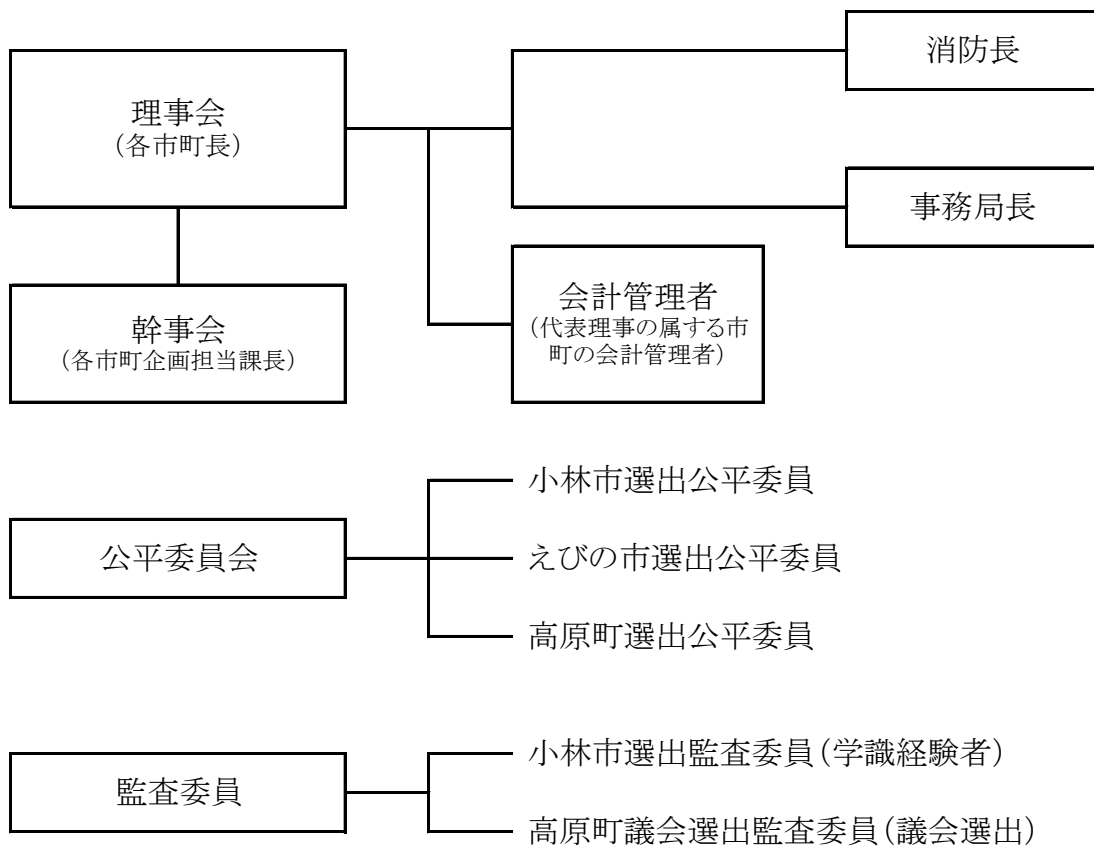 消防長
理事会
（各市町長）
事務局長
会計管理者
（代表理事の属する市
町の会計管理者）
幹事会
（各市町企画担当課長）
小林市選出公平委員
公平委員会
えびの市選出公平委員
高原町選出公平委員
小林市選出監査委員（学識経験者）
監査委員
高原町議会選出監査委員（議会選出）